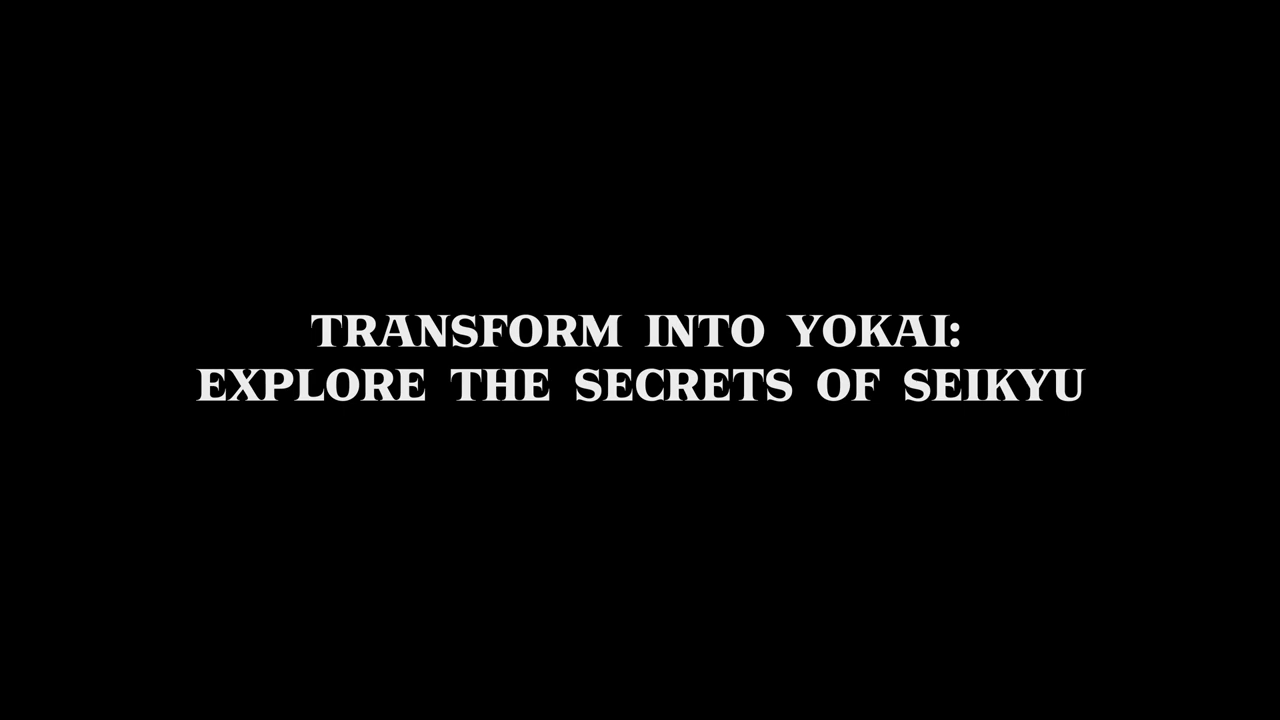 TRANSFORM INTO YOKAI:
EXPLORE THE SECRETS OF SEIKYU